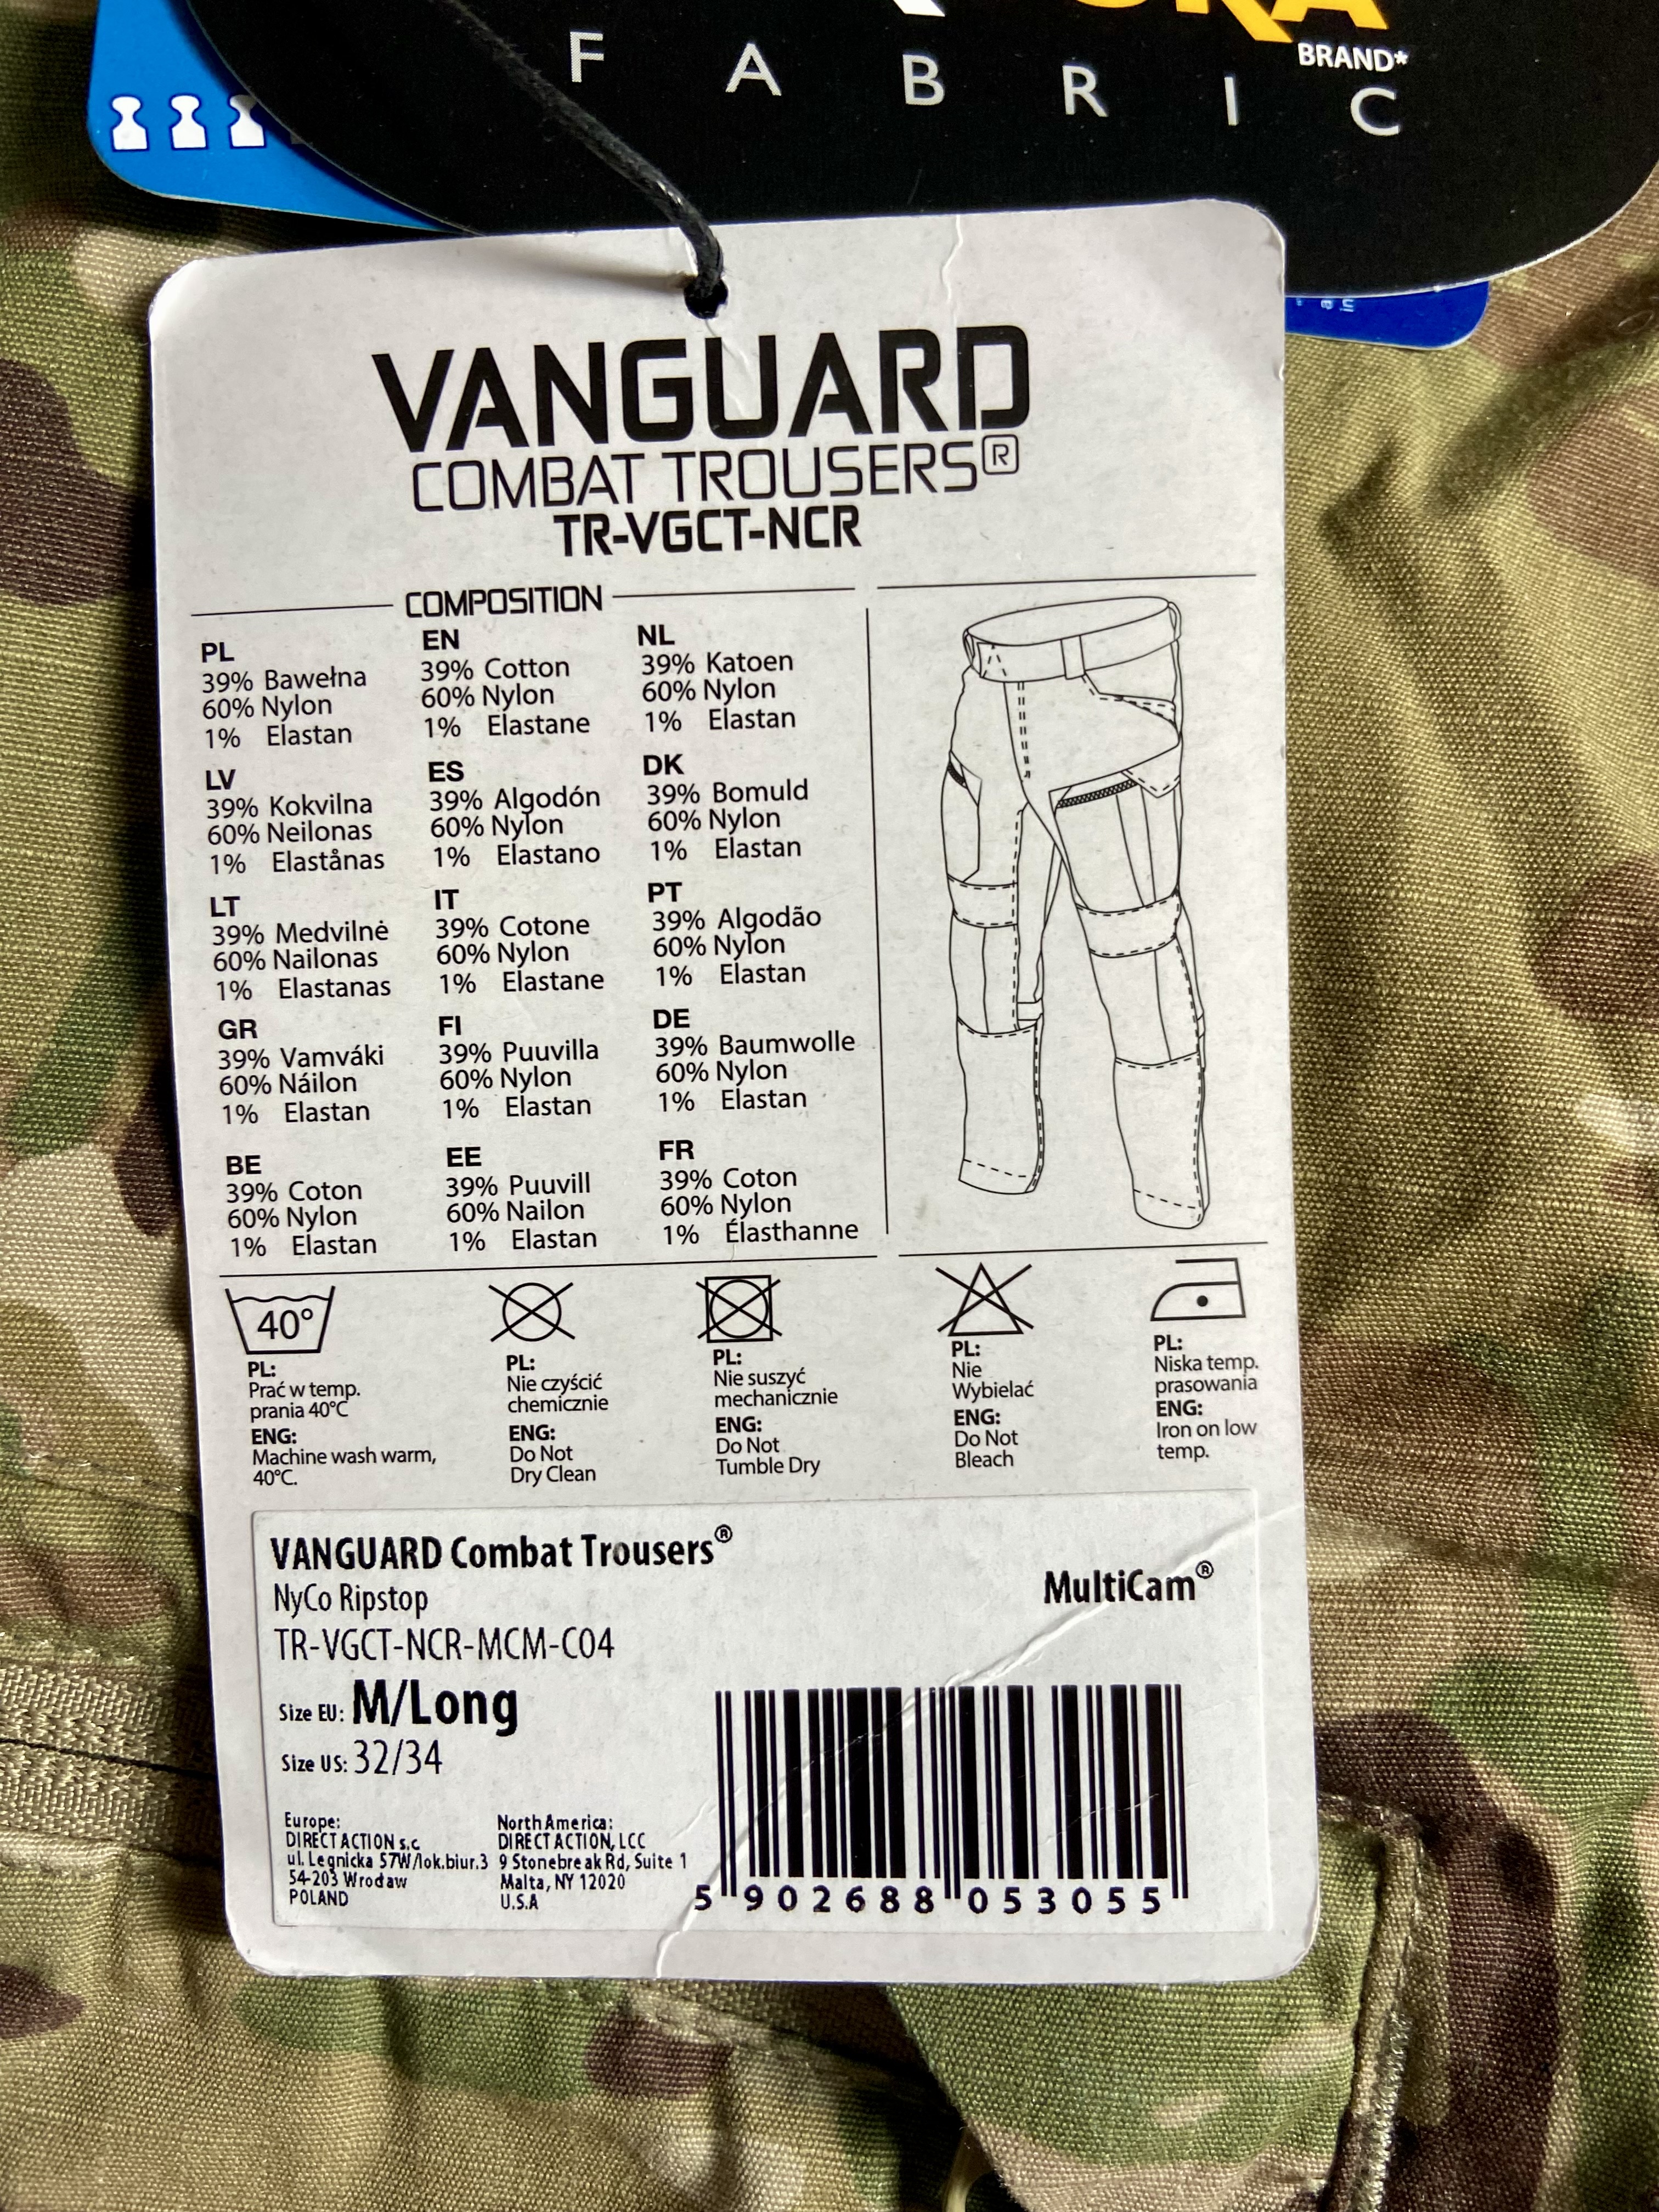 BRAND*
FABRIC
VANGUARD
COMBAT TROUSERS®
TR-VGCT-NCR
COMPOSITION
PL
39% Bawełna
60% Nylon
1% Elastan
EN
39% Cotton
60% Nylon
1% Elastane
NL
39% Katoen
60% Nylon
1% Elastan
LV
39% Kokvilna
60% Neilonas
1% Elastånas
ES
39% Algodón
60% Nylon
1% Elastano
DK
39% Bomuld
60% Nylon
1% Elastan
LT
39% Medvilnė
60% Nailonas
1% Elastanas
IT
39% Cotone
60% Nylon
1% Elastane
PT
39% Algodão
60% Nylon
1% Elastan
GR
39% Vamváki
60% Náilon
1% Elastan
FI
39% Puuvilla
60% Nylon
1% Elastan
DE
39% Baumwolle
60% Nylon
1% Elastan
BE
39% Coton
60% Nylon
1% Elastan
EE
39% Puuvill
60% Nailon
1% Elastan
FR
39% Coton
60% Nylon
1% Élasthanne
40°
PL:
Prać w temp.
prania 40°C
ENG:
Machine wash warm,
40°C.
PL:
Nie czyścić
chemicznie
ENG:
Do Not
Dry Clean
PL:
Nie suszyć
mechanicznie
ENG:
Do Not
Tumble Dry
PL:
Nie
Wybielać
ENG:
Do Not
Bleach
PL:
Niska temp.
prasowania
ENG:
Iron on low
temp.
VANGUARD Combat Trousers®
NyCo Ripstop
MultiCam®
TR-VGCT-NCR-MCM-C04
Size EU: M/Long
Size US: 32/34
Europe:
DIRECT ACTION s.c.
ul. Legnicka 57W/lok.biur.3
54-203 Wrocław
POLAND
North America:
DIRECT ACTION, LCC
9 Stonebreak Rd, Suite 1
Malta, NY 12020
U.S.A
5 902688 053055